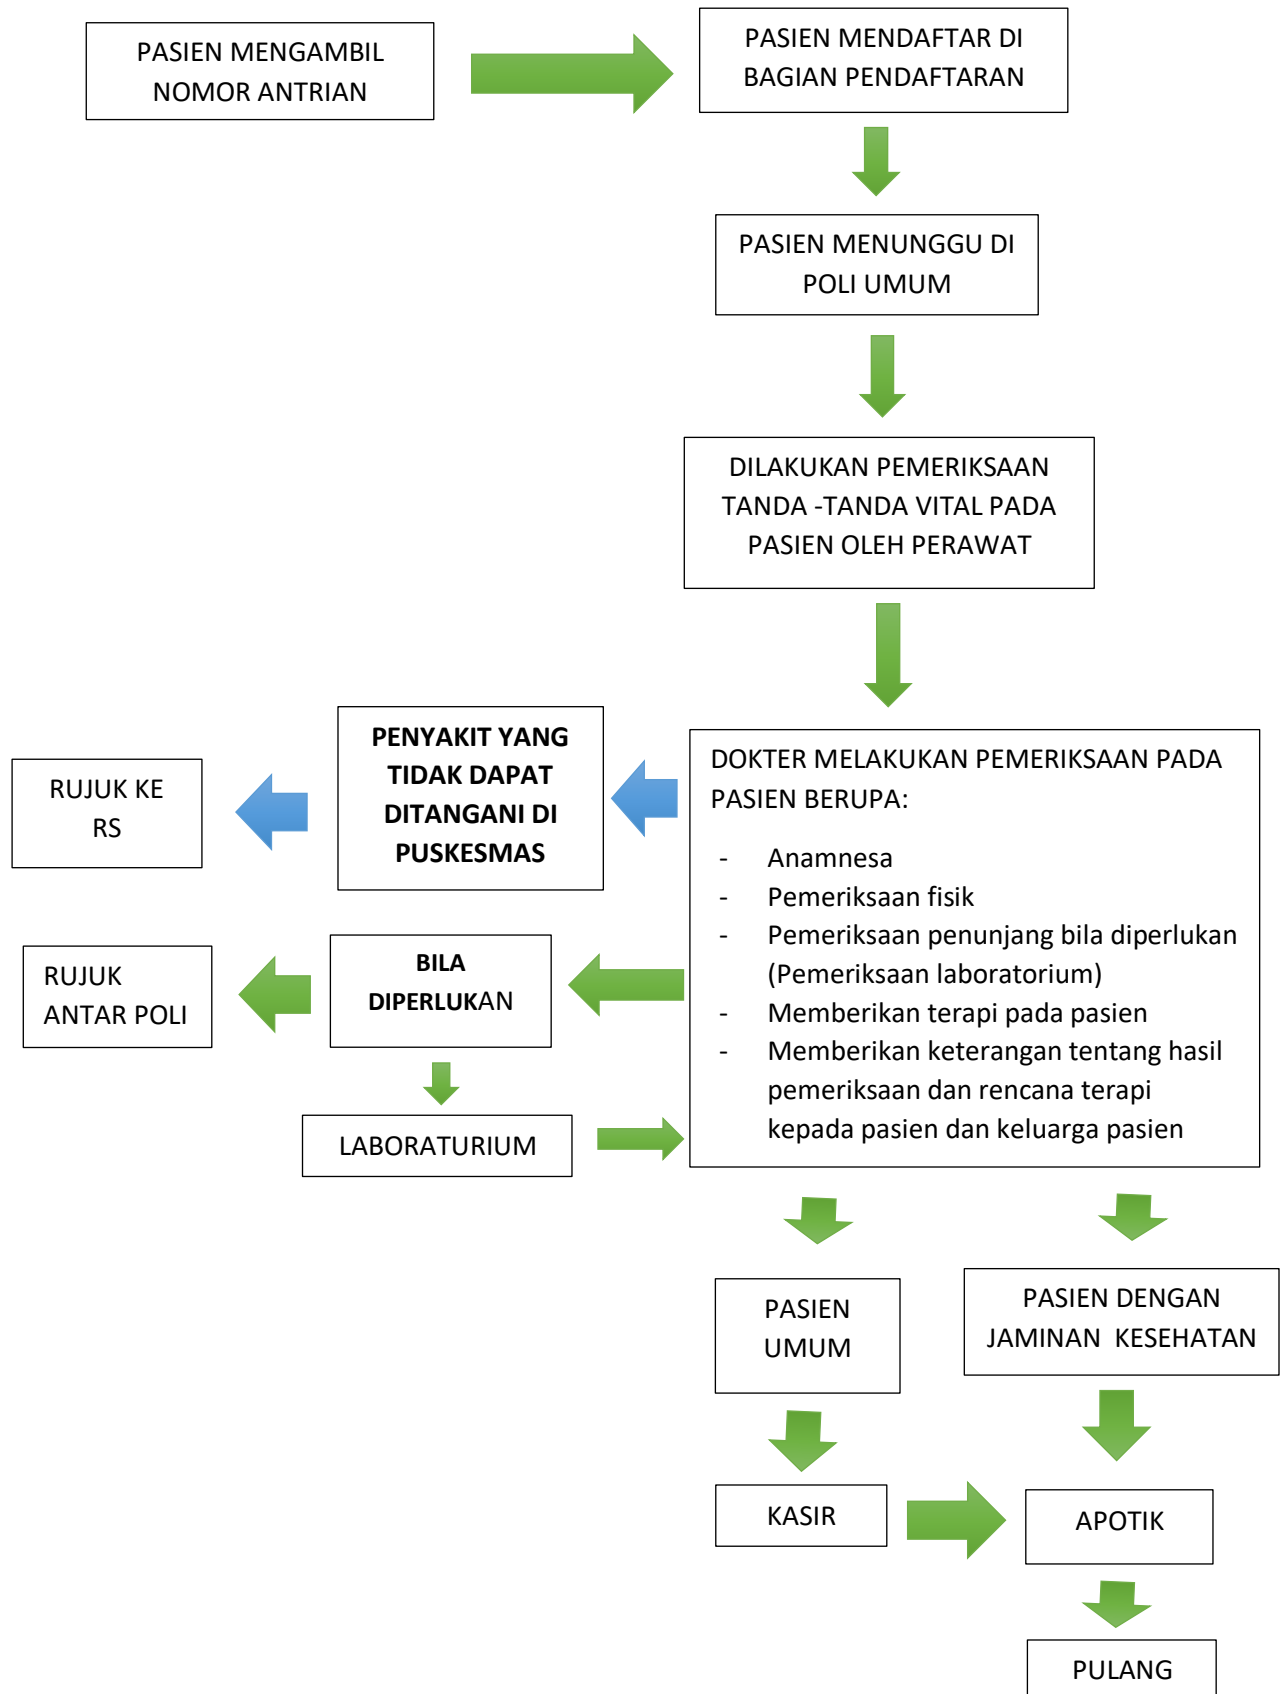 PASIEN MENGAMBIL
NOMOR ANTRIAN
PASIEN MENDAFTAR DI
BAGIAN PENDAFTARAN
PASIEN MENUNGGU DI
POLI UMUM
DILAKUKAN PEMERIKSAAN
TANDA -TANDA VITAL PADA
PASIEN OLEH PERAWAT
DOKTER MELAKUKAN PEMERIKSAAN PADA
PASIEN BERUPA:
- Anamnesa
- Pemeriksaan fisik
- Pemeriksaan penunjang bila diperlukan
(Pemeriksaan laboratorium)
- Memberikan terapi pada pasien
- Memberikan keterangan tentang hasil
pemeriksaan dan rencana terapi
kepada pasien dan keluarga pasien
PENYAKIT YANG
TIDAK DAPAT
DITANGANI DI
PUSKESMAS
RUJUK KE
RS
BILA
DIPERLUKAN
RUJUK
ANTAR POLI
LABORATURIUM
PASIEN
UMUM
PASIEN DENGAN
JAMINAN  KESEHATAN
KASIR
APOTIK
PULANG